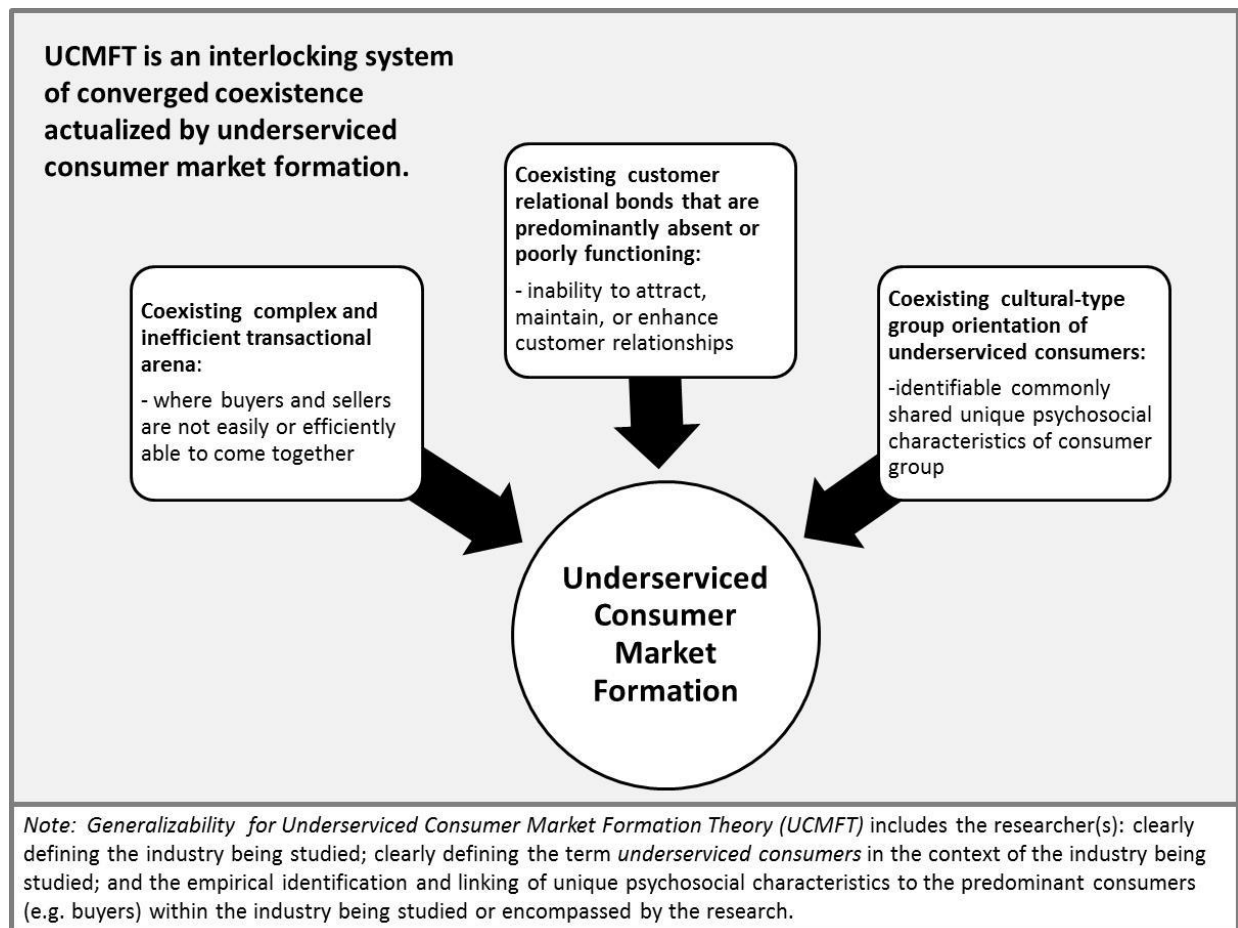 UCMFT is an interlocking system
of converged coexistence
actualized by underserviced
consumer market formation.
Coexisting complex and
inefficient transactional
arena:
- where buyers and sellers
are not easily or efficiently
able to come together
Coexisting customer
relational bonds that are
predominantly absent or
poorly functioning:
- inability to attract,
maintain, or enhance
customer relationships
Coexisting cultural-type
group orientation of
underserviced consumers:
-identifiable commonly
shared unique psychosocial
characteristics of consumer
group
Underserviced
Consumer
Market
Formation
Note: Generalizability for Underserviced Consumer Market Formation Theory (UCMFT) includes the researcher(s): clearly
defining the industry being studied; clearly defining the term underserviced consumers in the context of the industry being
studied; and the empirical identification and linking of unique psychosocial characteristics to the predominant consumers
(e.g. buyers) within the industry being studied or encompassed by the research.